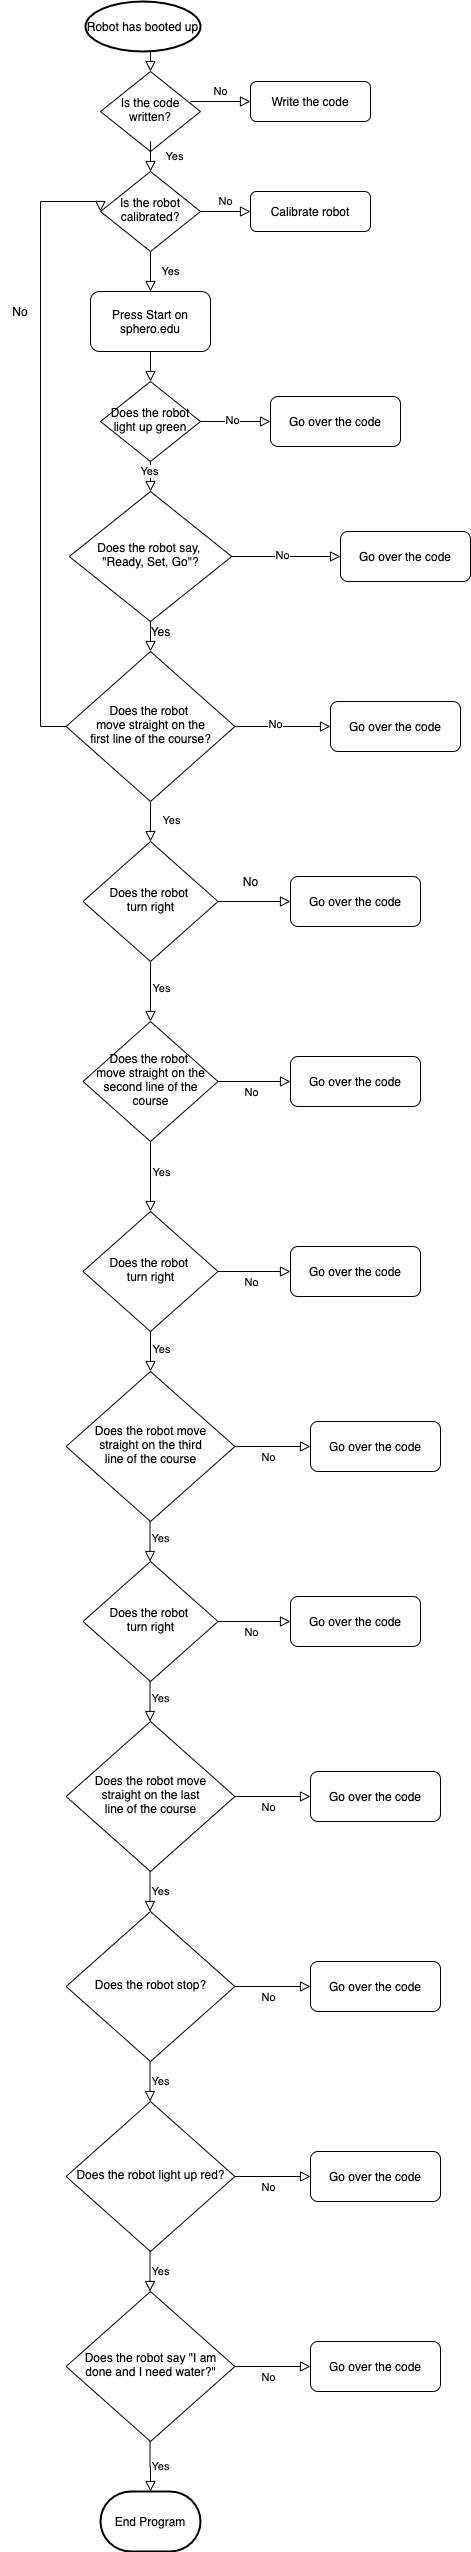 Robot has booted up
Is the code
written?
No
Write the code
Yes
Is the robot
calibrated?
No
Calibrate robot
Yes
No
Press Start on
sphero.edu
Does the robot
light up green
No
Go over the code
Yes
Does the robot say,
"Ready, Set, Go"?
No
Go over the code
Yes
Does the robot
move straight on the
first line of the course?
No
Go over the code
Yes
Does the robot
turn right
No
Go over the code
Yes
Does the robot
move straight on the
second line of the
course
No
Go over the code
Yes
Does the robot
turn right
No
Go over the code
Yes
Does the robot move
straight on the third
line of the course
No
Go over the code
Yes
Does the robot
turn right
No
Go over the code
Yes
Does the robot move
straight on the last
line of the course
No
Go over the code
Yes
Does the robot stop?
No
Go over the code
Yes
Does the robot light up red?
No
Go over the code
Yes
Does the robot say "I am
done and I need water?"
No
Go over the code
Yes
End Program